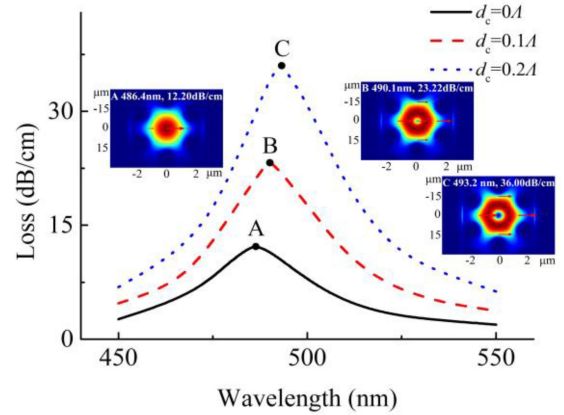 d_c=0Λ
d_c=0.1Λ
d_c=0.2Λ
C
B
A
A 486.4nm, 12.20dB/cm
μm
-15
0
15
-2 0 2 μm
B 490.1nm, 23.22dB/cm
μm
-15
0
15
-2 0 2 μm
C 493.2 nm, 36.00dB/cm
μm
-15
0
15
-2 0 2 μm
Loss (dB/cm)
30
15
0
450 500 550
Wavelength (nm)